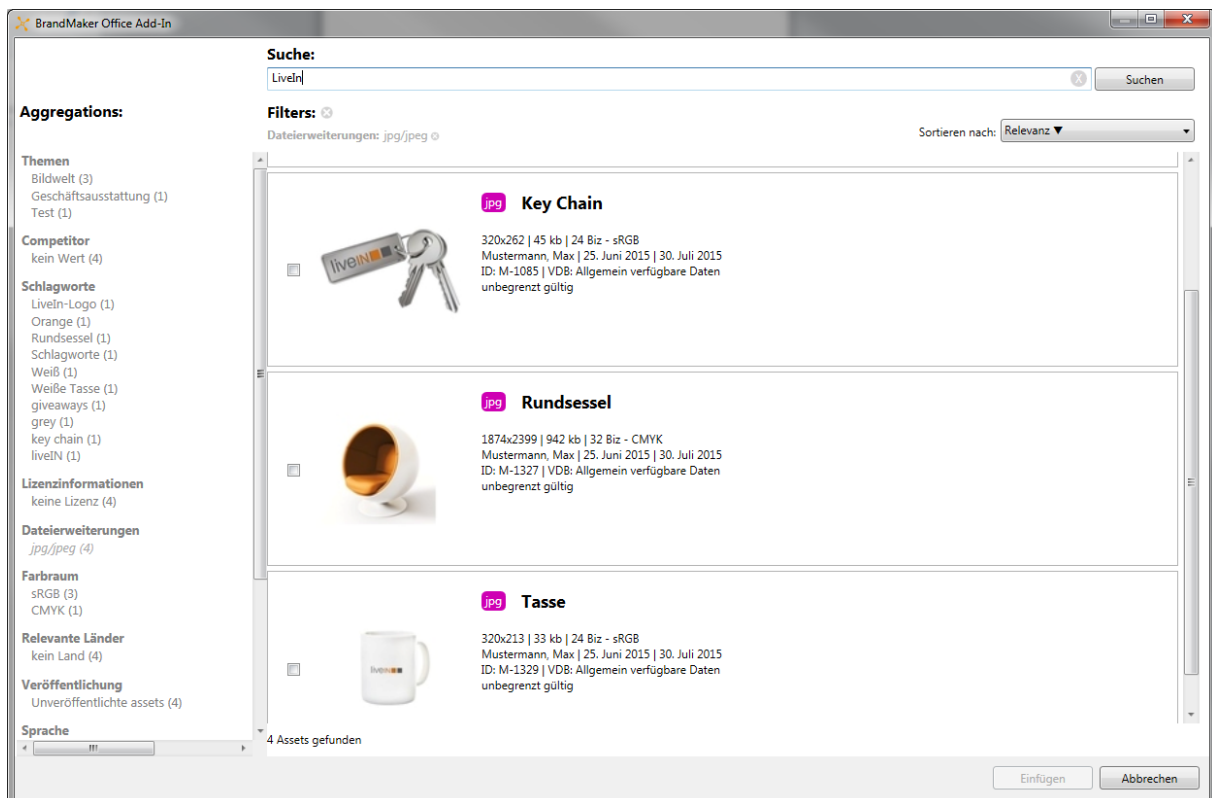 BrandMaker Office Add-In
Suche:
LiveIn
Suchen
Aggregations:
Filters:
Dateierweiterungen: jpg/jpeg
Sortieren nach: Relevanz ▼
Themen
Bildwelt (3)
Geschäftsausstattung (1)
Test (1)
Competitor
kein Wert (4)
Schlagworte
LiveIn-Logo (1)
Orange (1)
Rundsessel (1)
Schlagworte (1)
Weiß (1)
Weiße Tasse (1)
giveaways (1)
grey (1)
key chain (1)
liveIN (1)
Lizenzinformationen
keine Lizenz (4)
Dateierweiterungen
jpg/jpeg (4)
Farbraum
sRGB (3)
CMYK (1)
Relevante Länder
kein Land (4)
Veröffentlichung
Unveröffentlichte assets (4)
Sprache
liveIN
jpg Key Chain
320x262 | 45 kb | 24 Biz - sRGB
Mustermann, Max | 25. Juni 2015 | 30. Juli 2015
ID: M-1085 | VDB: Allgemein verfügbare Daten
unbegrenzt gültig
jpg Rundsessel
1874x2399 | 942 kb | 32 Biz - CMYK
Mustermann, Max | 25. Juni 2015 | 30. Juli 2015
ID: M-1327 | VDB: Allgemein verfügbare Daten
unbegrenzt gültig
liveIN
jpg Tasse
320x213 | 33 kb | 24 Biz - sRGB
Mustermann, Max | 25. Juni 2015 | 30. Juli 2015
ID: M-1329 | VDB: Allgemein verfügbare Daten
unbegrenzt gültig
4 Assets gefunden
Einfügen
Abbrechen